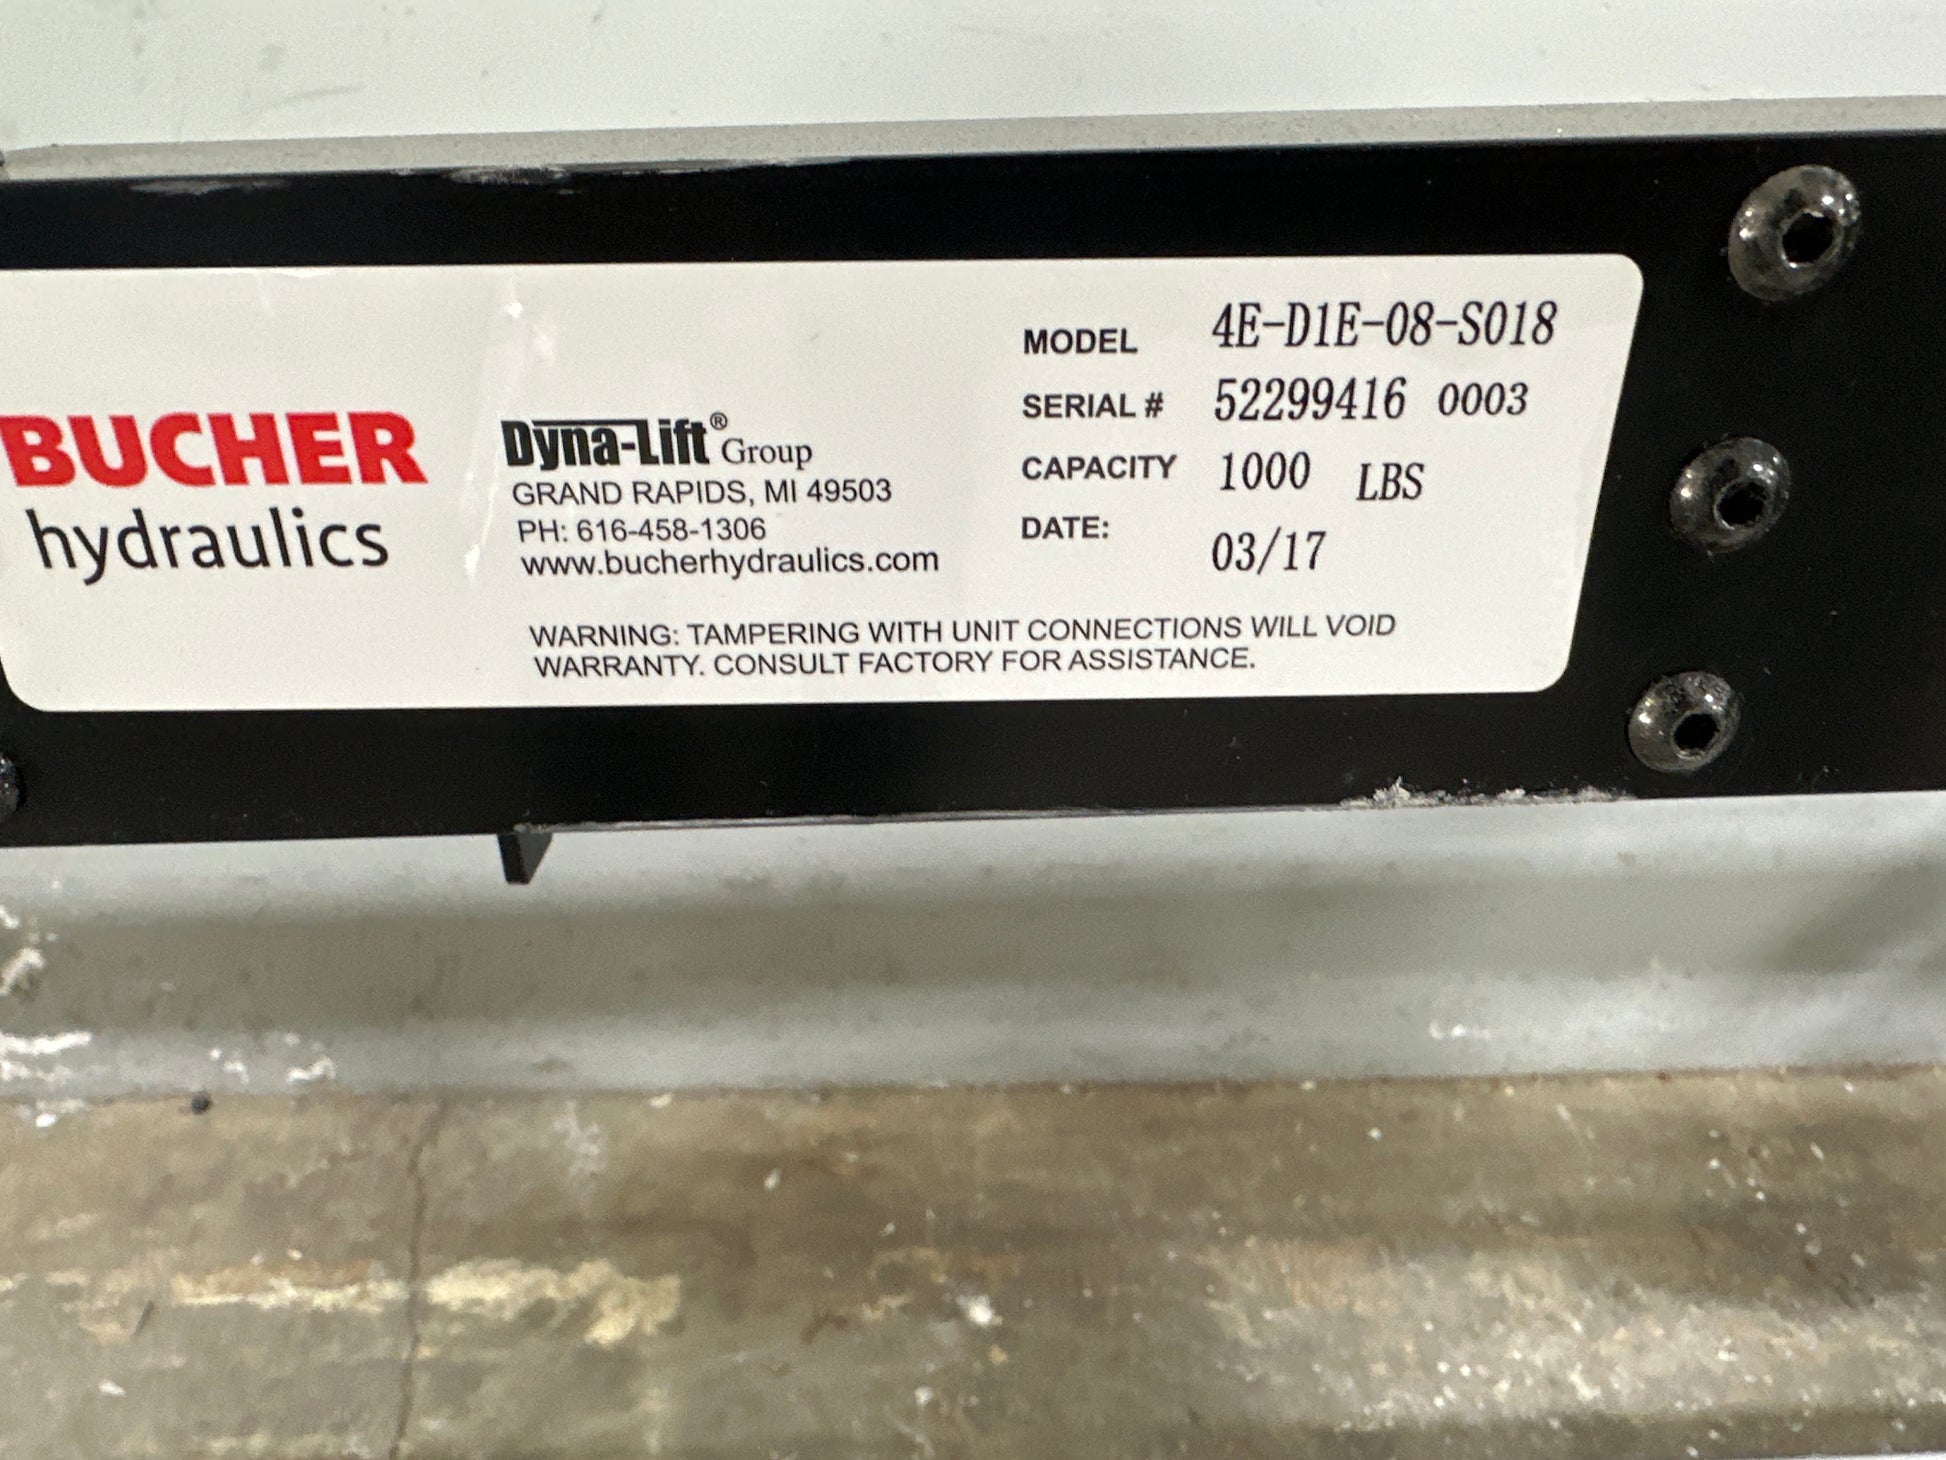 BUCHER
hydraulics
Dyna-Lift® Group
GRAND RAPIDS, MI 49503
PH: 616-458-1306
www.bucherhydraulics.com
MODEL 4E-D1E-08-S018
SERIAL # 52299416 0003
CAPACITY 1000 LBS
DATE: 03/17
WARNING: TAMPERING WITH UNIT CONNECTIONS WILL VOID
WARRANTY. CONSULT FACTORY FOR ASSISTANCE.